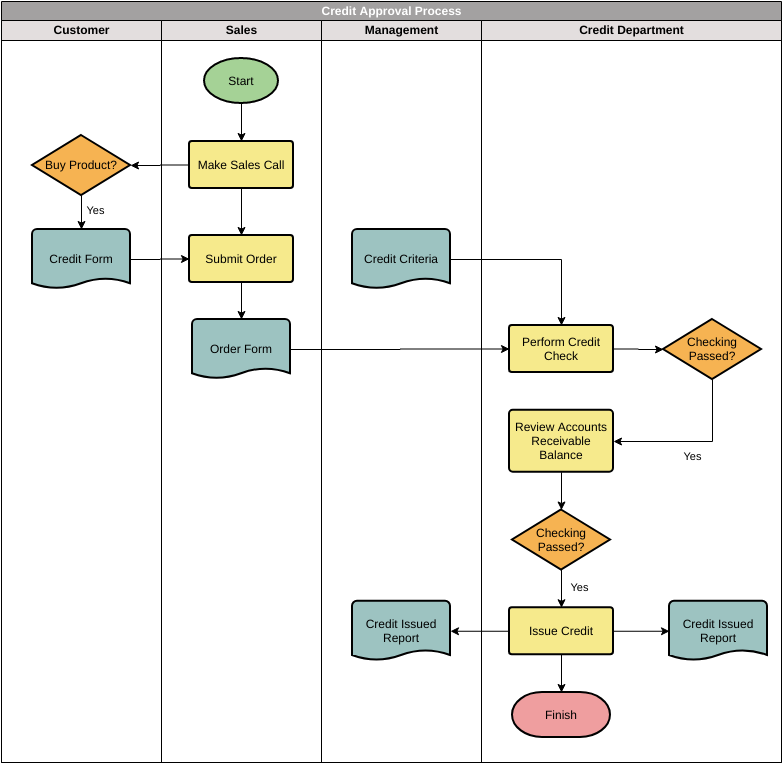 Credit Approval Process
Customer
Sales
Management
Credit Department
Start
Buy Product?
Make Sales Call
Yes
Credit Form
Submit Order
Credit Criteria
Order Form
Perform Credit
Check
Checking
Passed?
Review Accounts
Receivable
Balance
Yes
Checking
Passed?
Yes
Credit Issued
Report
Issue Credit
Credit Issued
Report
Finish